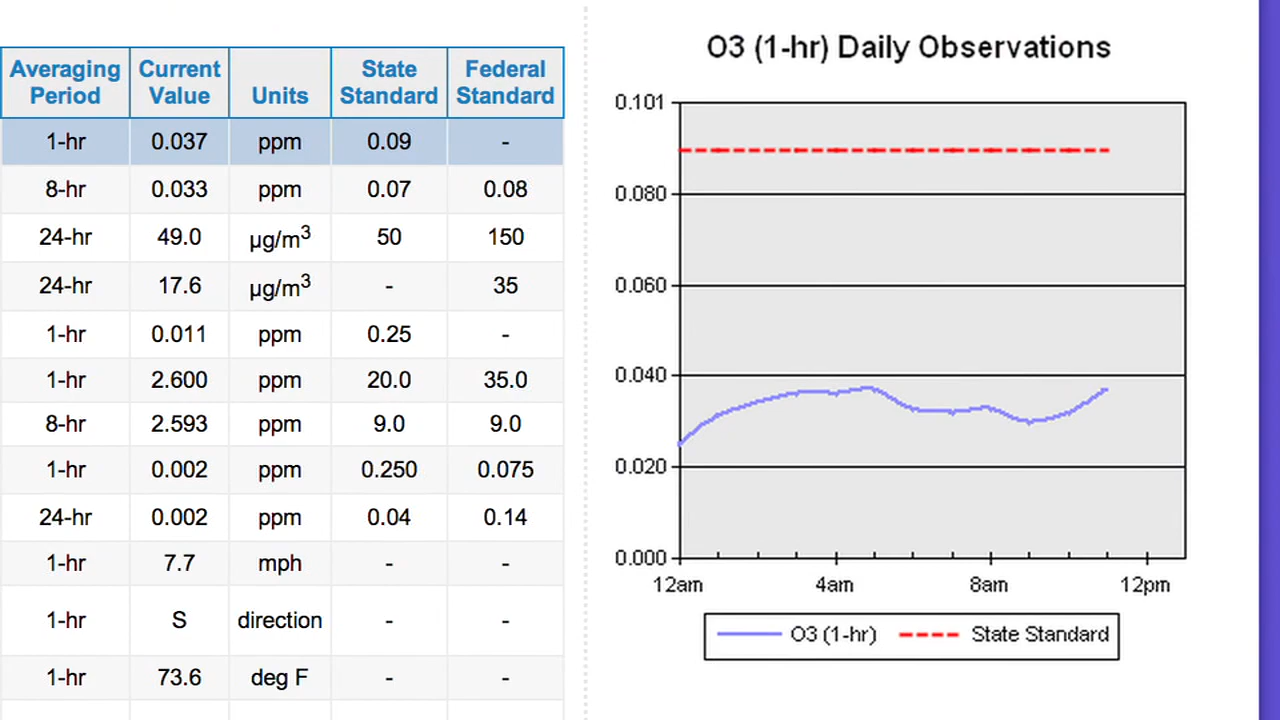 Averaging Period Current Value Units State Standard Federal Standard
1-hr 0.037 ppm 0.09 -
8-hr 0.033 ppm 0.07 0.08
24-hr 49.0 µg/m³ 50 150
24-hr 17.6 µg/m³ - 35
1-hr 0.011 ppm 0.25 -
1-hr 2.600 ppm 20.0 35.0
8-hr 2.593 ppm 9.0 9.0
1-hr 0.002 ppm 0.250 0.075
24-hr 0.002 ppm 0.04 0.14
1-hr 7.7 mph - -
1-hr S direction - -
1-hr 73.6 deg F - -
O3 (1-hr) Daily Observations
0.101
0.080
0.060
0.040
0.020
0.000
12am 4am 8am 12pm
O3 (1-hr) State Standard